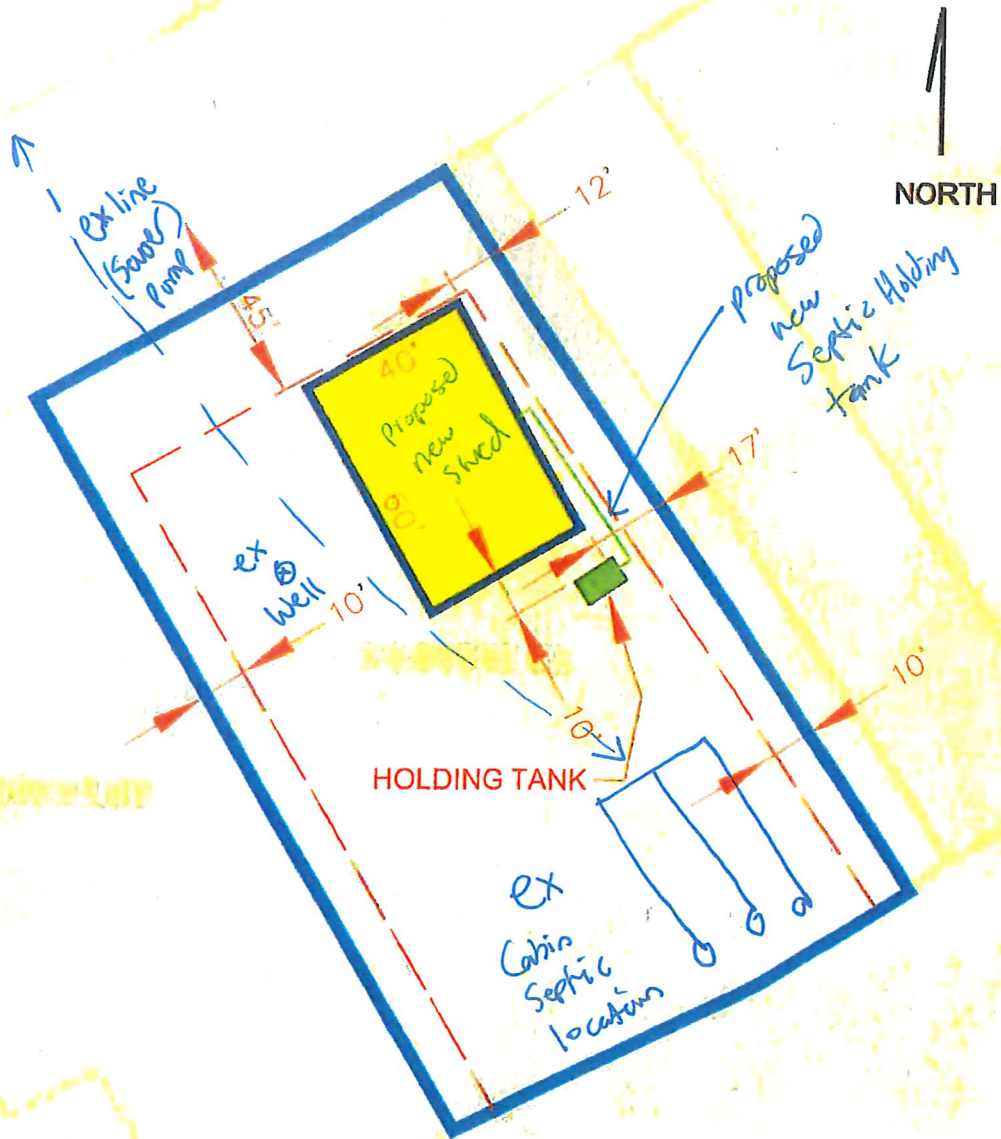 NORTH
ex line
(Sewer)
pump
45'
12'
proposed
new
Septic Holding
tank
40'
proposed
new
shed
60'
17'
ex
Well
10'
10'
10'
HOLDING TANK
ex
Cabin
Septic
locations